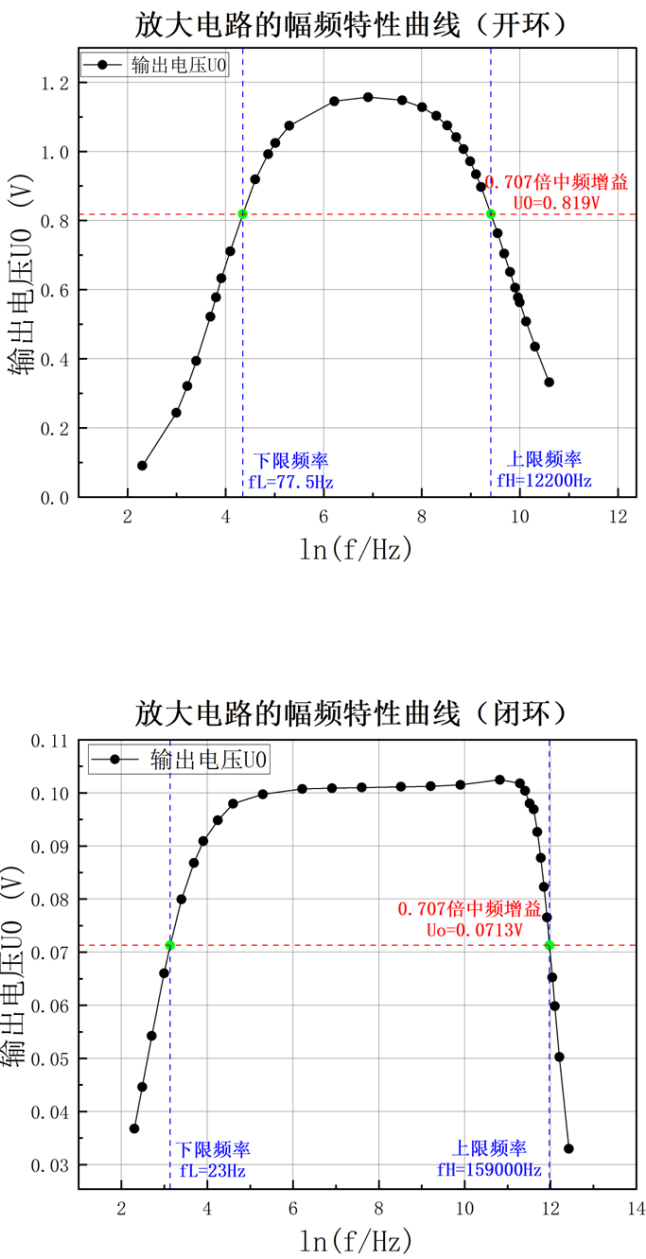 放大电路的幅频特性曲线（开环）
输出电压U0
1.2
1.0
0.8
0.6
0.4
0.2
0.0
输出电压U0 (V)
0.707倍中频增益
U0=0.819V
下限频率
fL=77.5Hz
上限频率
fH=12200Hz
2 4 6 8 10 12
ln(f/Hz)
放大电路的幅频特性曲线（闭环）
输出电压U0
0.11
0.10
0.09
0.08
0.07
0.06
0.05
0.04
0.03
输出电压U0 (V)
0.707倍中频增益
Uo=0.0713V
下限频率
fL=23Hz
上限频率
fH=159000Hz
2 4 6 8 10 12 14
ln(f/Hz)